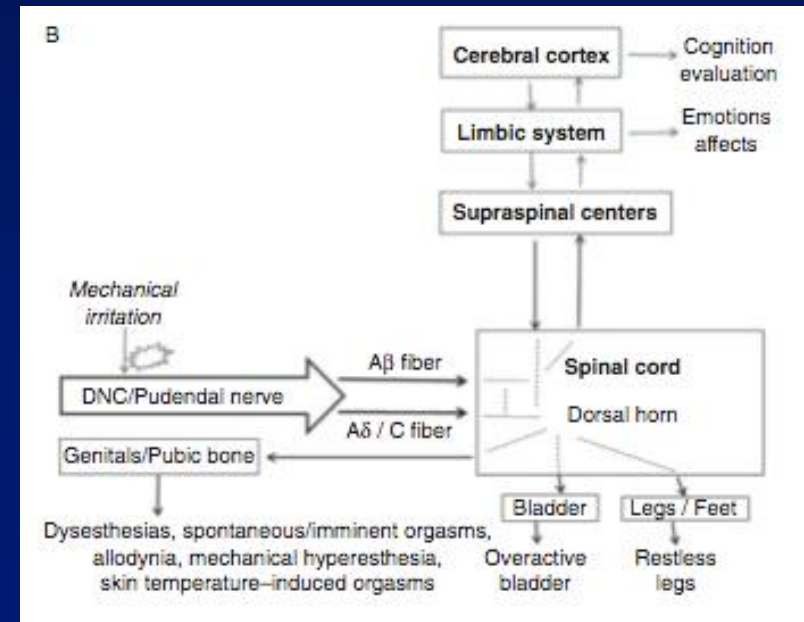 B
Cerebral cortex
Cognition
evaluation
Limbic system
Emotions
affects
Supraspinal centers
Mechanical
irritation
DNC/Pudendal nerve
Aβ fiber
Aδ / C fiber
Spinal cord
Dorsal horn
Genitals/Pubic bone
Dysesthesias, spontaneous/imminent orgasms,
allodynia, mechanical hyperesthesia,
skin temperature–induced orgasms
Bladder
Overactive
bladder
Legs / Feet
Restless
legs